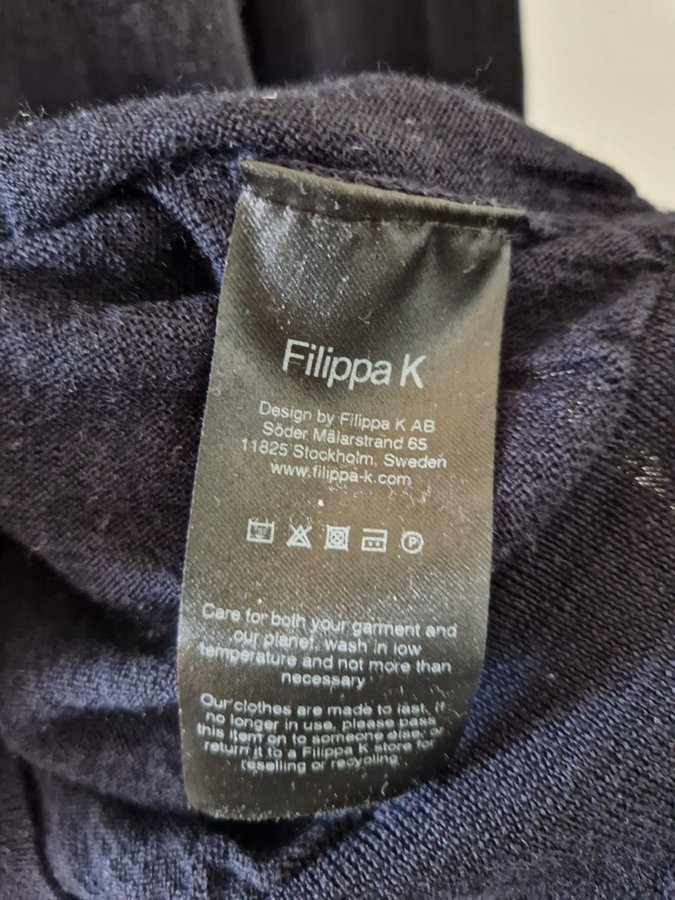 Filippa K
Design by Filippa K AB
Söder Mälarstrand 65
11825 Stockholm, Sweden
www.filippa-k.com
P
Care for both your garment and
our planet, wash in low
temperature and not more than
necessary
Our clothes are made to last. If
no longer in use, please pass
this item on to someone else, or
return it to a Filippa K store for
reselling or recycling